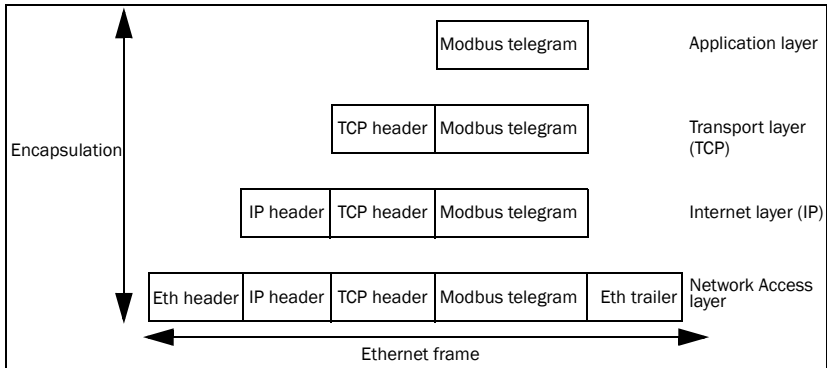 Modbus telegram Application layer
TCP header Modbus telegram Transport layer
(TCP)
Encapsulation
IP header TCP header Modbus telegram Internet layer (IP)
Eth header IP header TCP header Modbus telegram Eth trailer Network Access
layer
Ethernet frame